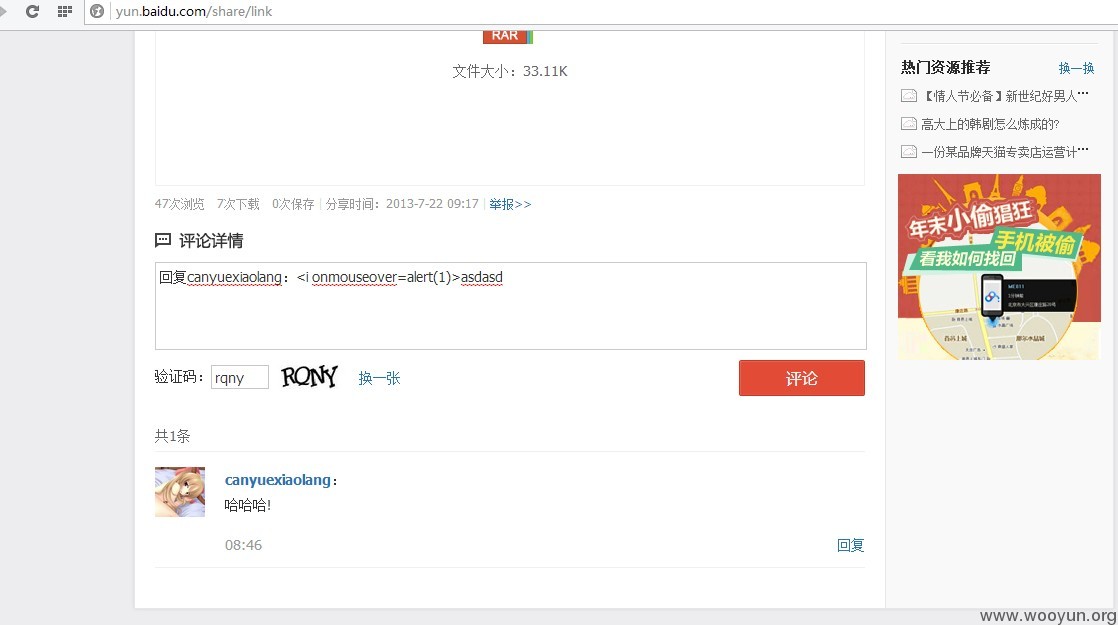 yun.baidu.com/share/link
RAR
文件大小：33.11K
47次浏览 7次下载 0次保存 | 分享时间：2013-7-22 09:17 | 举报>>
评论详情
回复canyuexiaolang：<i onmouseover=alert(1)>asdasd
验证码： rqny RQNY 换一张 评论
共1条
canyuexiaolang：
哈哈哈!
08:46 回复
热门资源推荐 换一换
【情人节必备】新世纪好男人…
高大上的韩剧怎么炼成的?
一份某品牌天猫专卖店运营计…
年末小偷猖狂
手机被偷
看我如何找回
www.wooyun.org